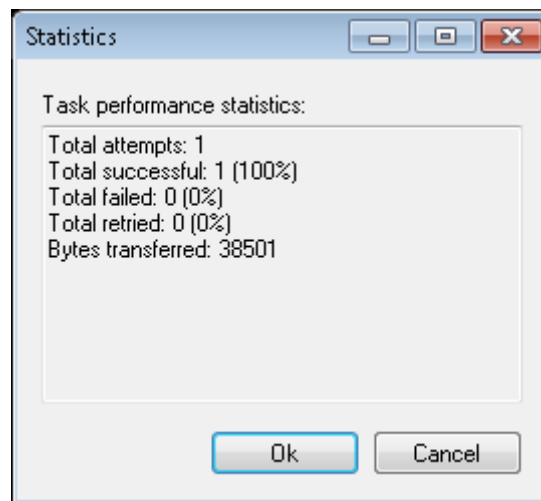 Statistics
Task performance statistics:
Total attempts: 1
Total successful: 1 (100%)
Total failed: 0 (0%)
Total retried: 0 (0%)
Bytes transferred: 38501
Ok Cancel